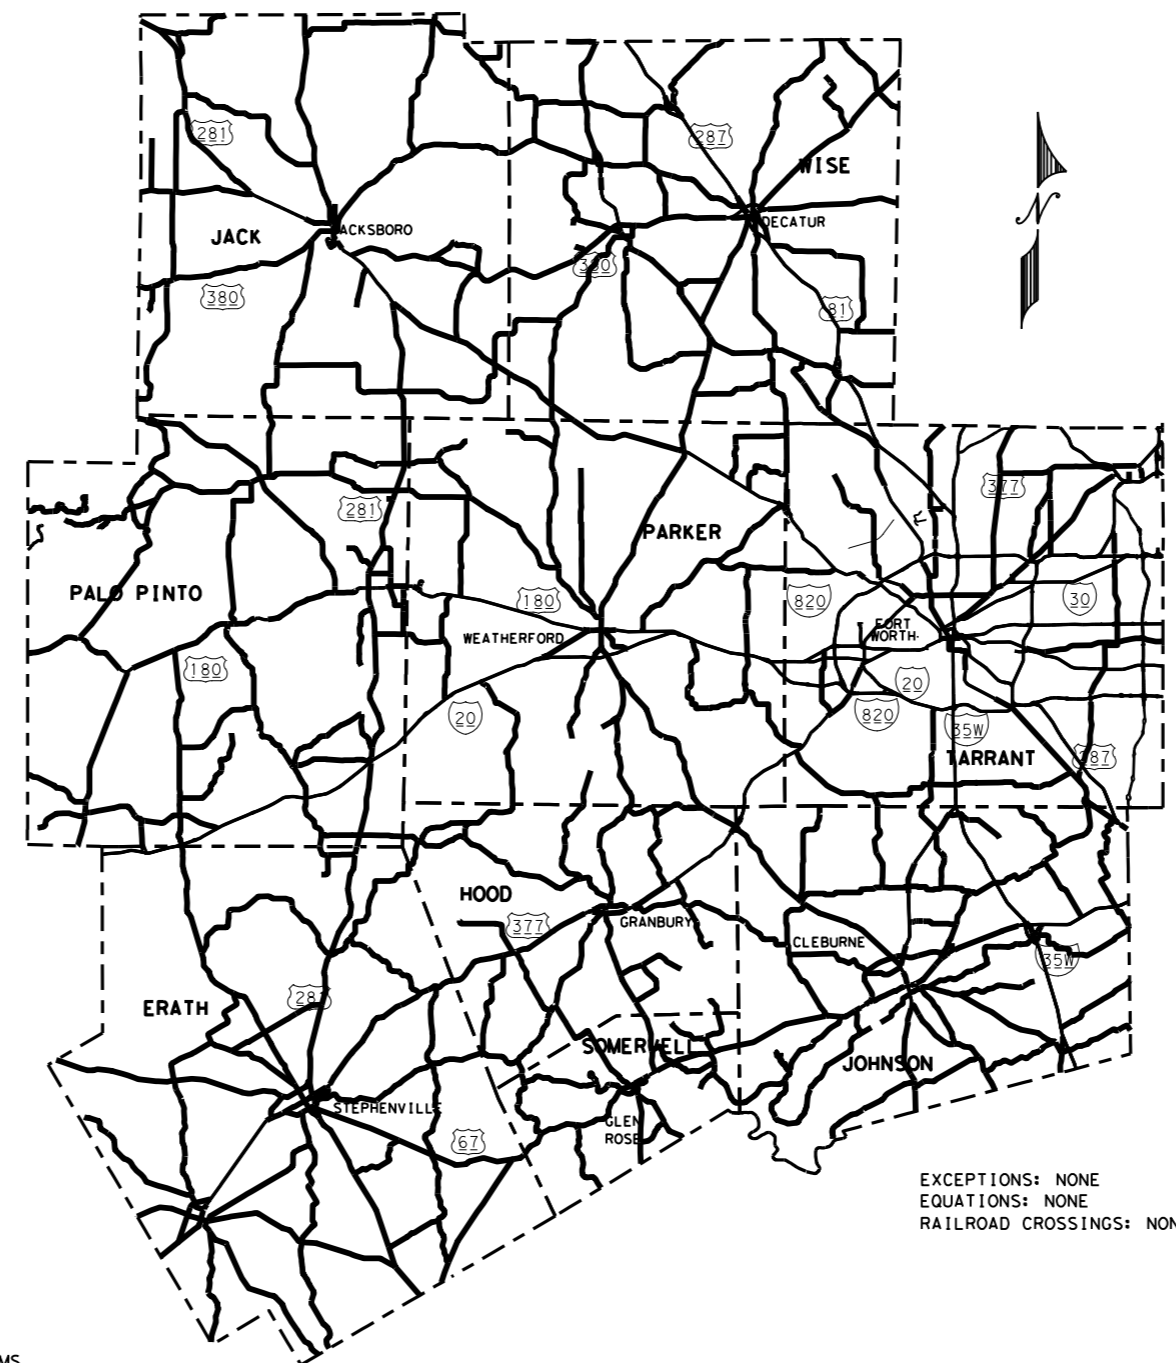 281
287
WISE
JACK
ACKSBORO
DECATUR
380
380
81
377
281
PARKER
PALO PINTO
180
820
30
WEATHERFORD
FORT
WORTH
180
20
20
820
35W
TARRANT
287
HOOD
377
GRANBURY
CLEBURNE
35W
ERATH
281
SOMERVELL
JOHNSON
STEPHENVILLE
GLEN
ROSE
67
EXCEPTIONS: NONE
EQUATIONS: NONE
RAILROAD CROSSINGS: NON
MS